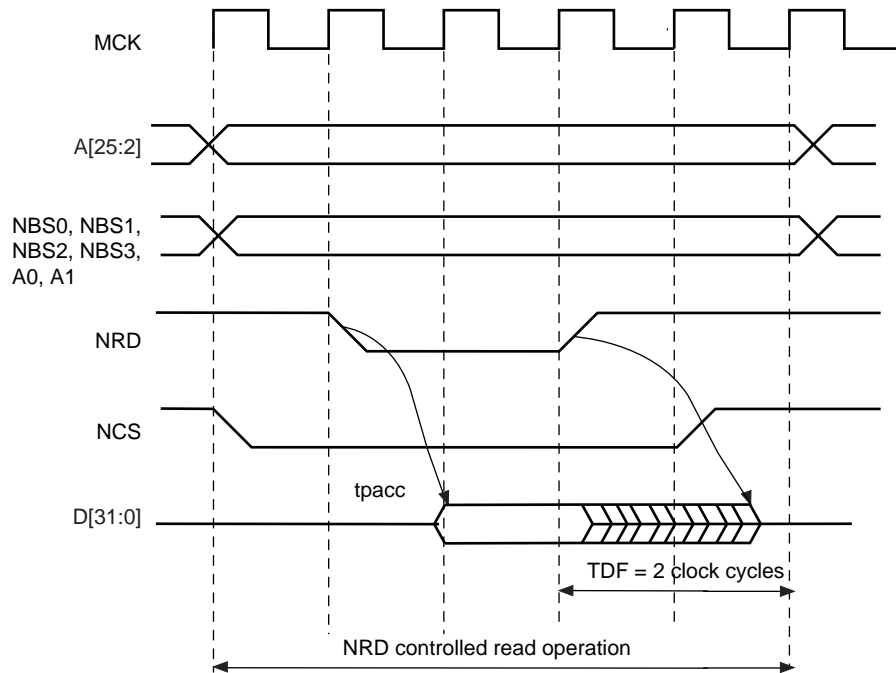 MCK
A[25:2]
NBS0, NBS1,
NBS2, NBS3,
A0, A1
NRD
NCS
tpacc
D[31:0]
TDF = 2 clock cycles
NRD controlled read operation